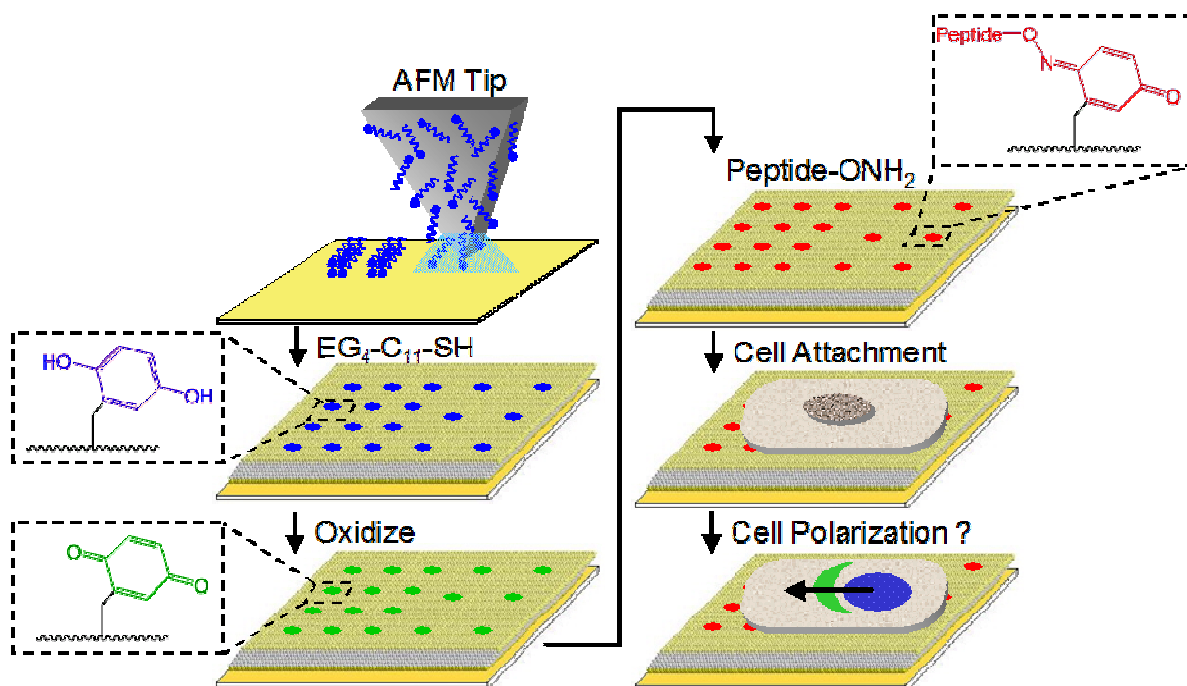 AFM Tip
EG₄-C₁₁-SH
HO
OH
Oxidize
O
O
Peptide-O
N
O
Peptide-ONH₂
Cell Attachment
Cell Polarization ?